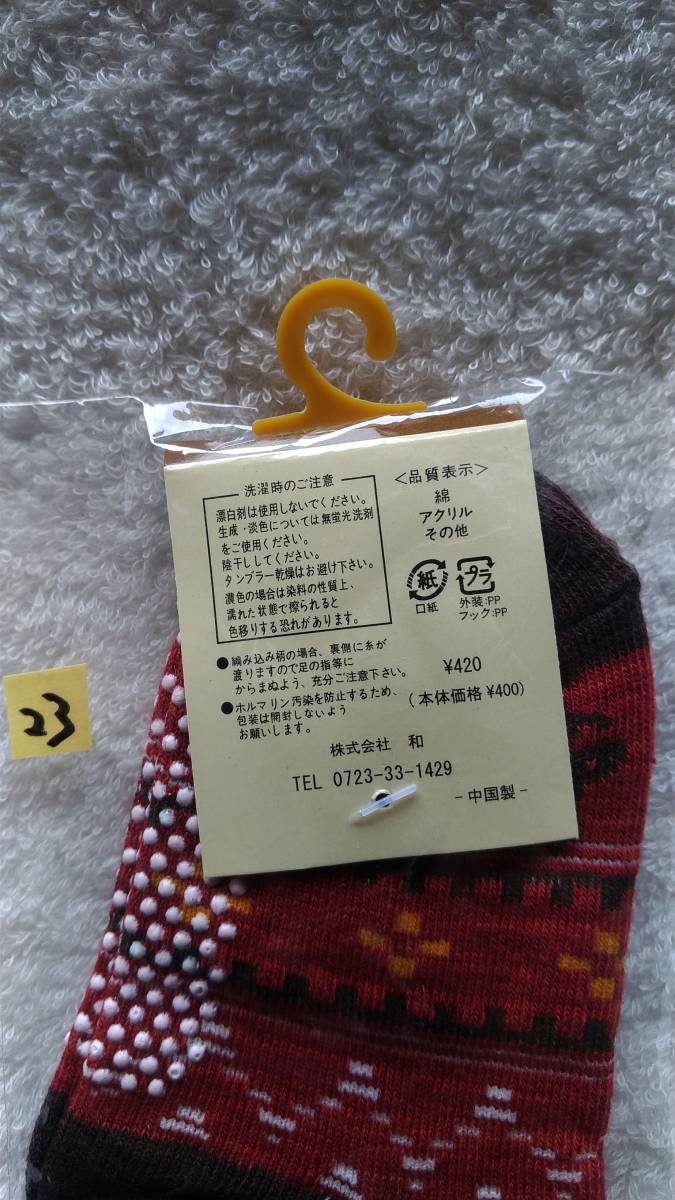 洗濯時のご注意
漂白剤は使用しないでください。
生成・淡色については無蛍光洗剤
をご使用ください。
陰干ししてください。
タンブラー乾燥はお避け下さい。
濃色の場合は染料の性質上、
濡れた状態で擦られると
色移りする恐れがあります。
●編み込み柄の場合、裏側に糸が
渡りますので足の指等に
からまぬよう、充分ご注意下さい。
●ホルマリン汚染を防止するため、
包装は開封しないよう
お願いします。
＜品質表示＞
綿
アクリル
その他
紙
口紙
プラ
外装:PP
フック:PP
¥420
(本体価格¥400)
株式会社 和
TEL 0723-33-1429
-中国製-
23